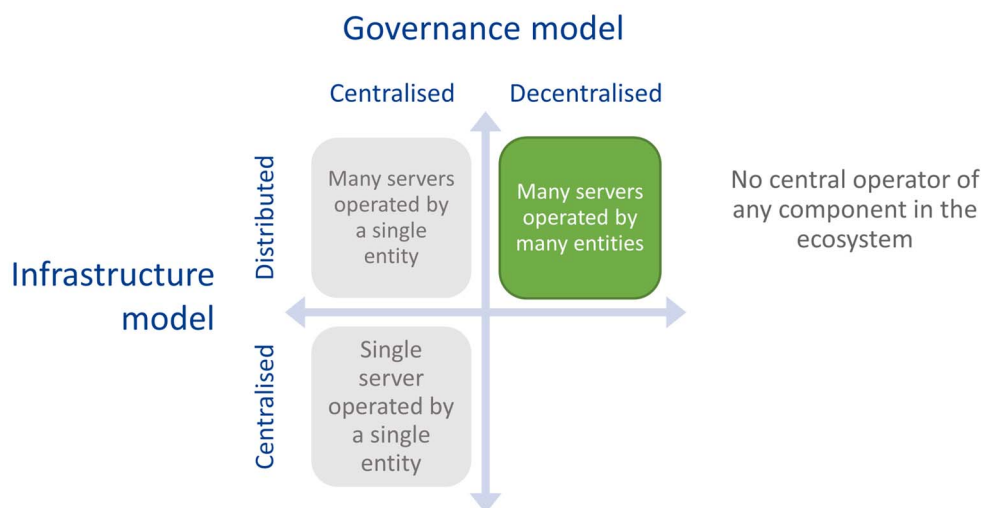 Governance model
Centralised
Decentralised
Distributed
Many servers
operated by
a single
entity
Many servers
operated by
many entities
No central operator of
any component in the
ecosystem
Infrastructure
model
Centralised
Single
server
operated by
a single
entity